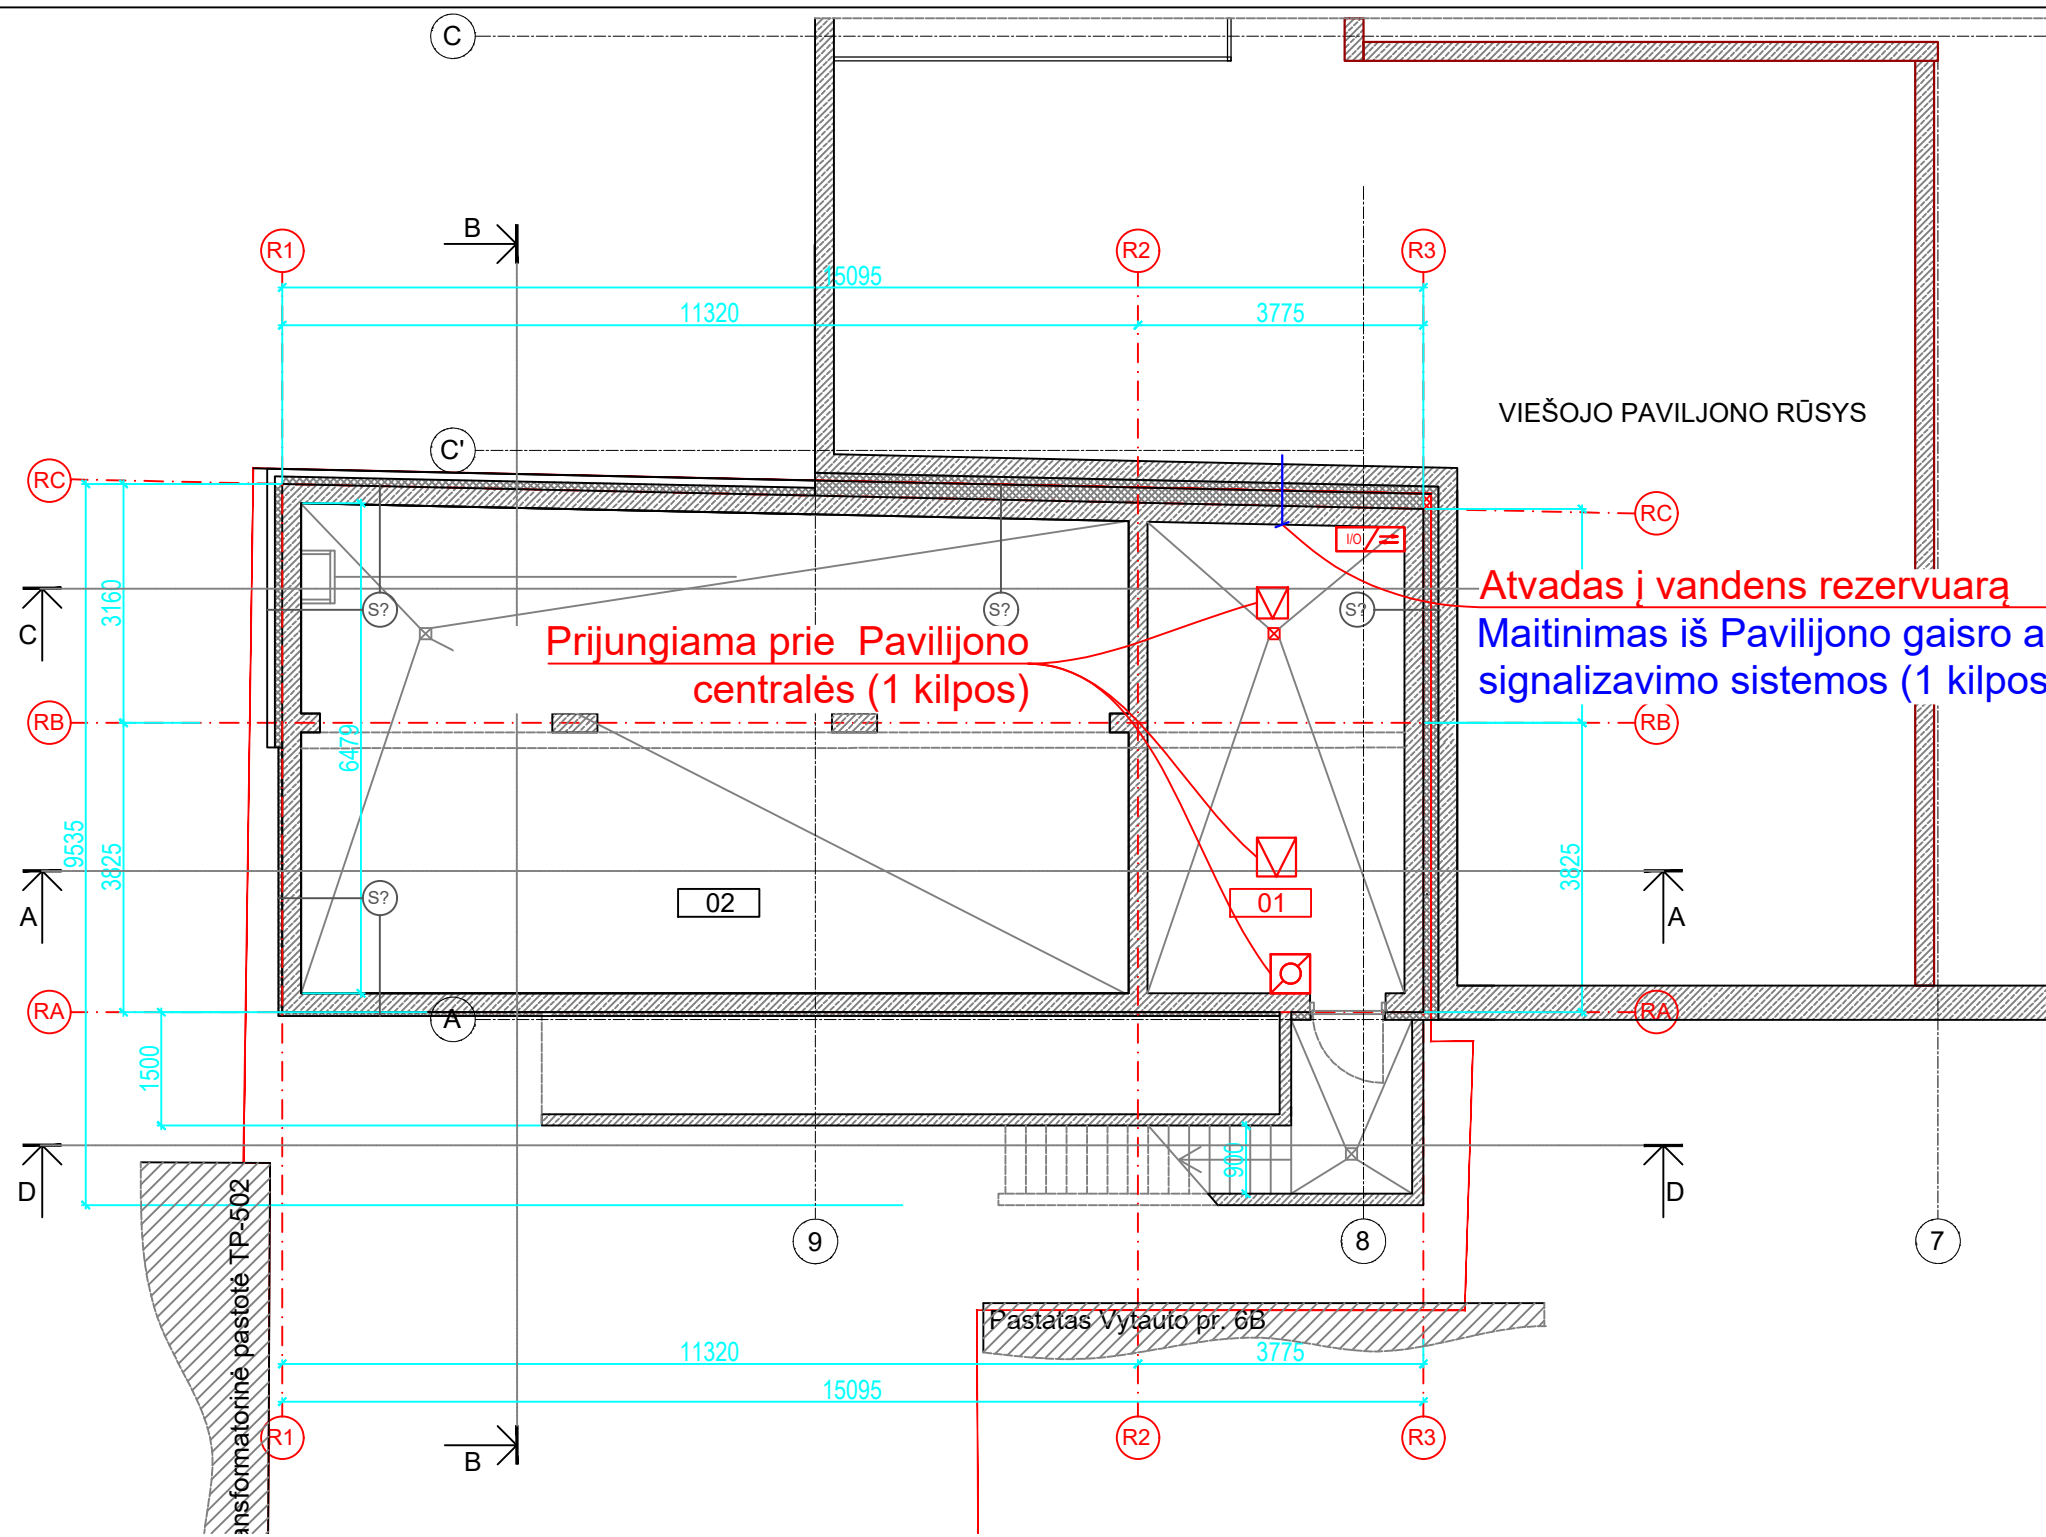 C
B
R1
R2
R3
15095
11320
3775
VIEŠOJO PAVILJONO RŪSYS
C'
RC
RC
I/O
3160
C
S?
S?
S?
Atvadas į vandens rezervuarą
Prijungiama prie Pavilijono
centralės (1 kilpos)
Maitinimas iš Pavilijono gaisro a
signalizavimo sistemos (1 kilpos
RB
RB
6479
9535
3825
3825
A
S?
02
01
A
RA
A
RA
1500
900
D
D
Transformatorinė pastotė TP-502
9
8
7
Pastatas Vytauto pr. 6B
11320
3775
15095
R1
R2
R3
B